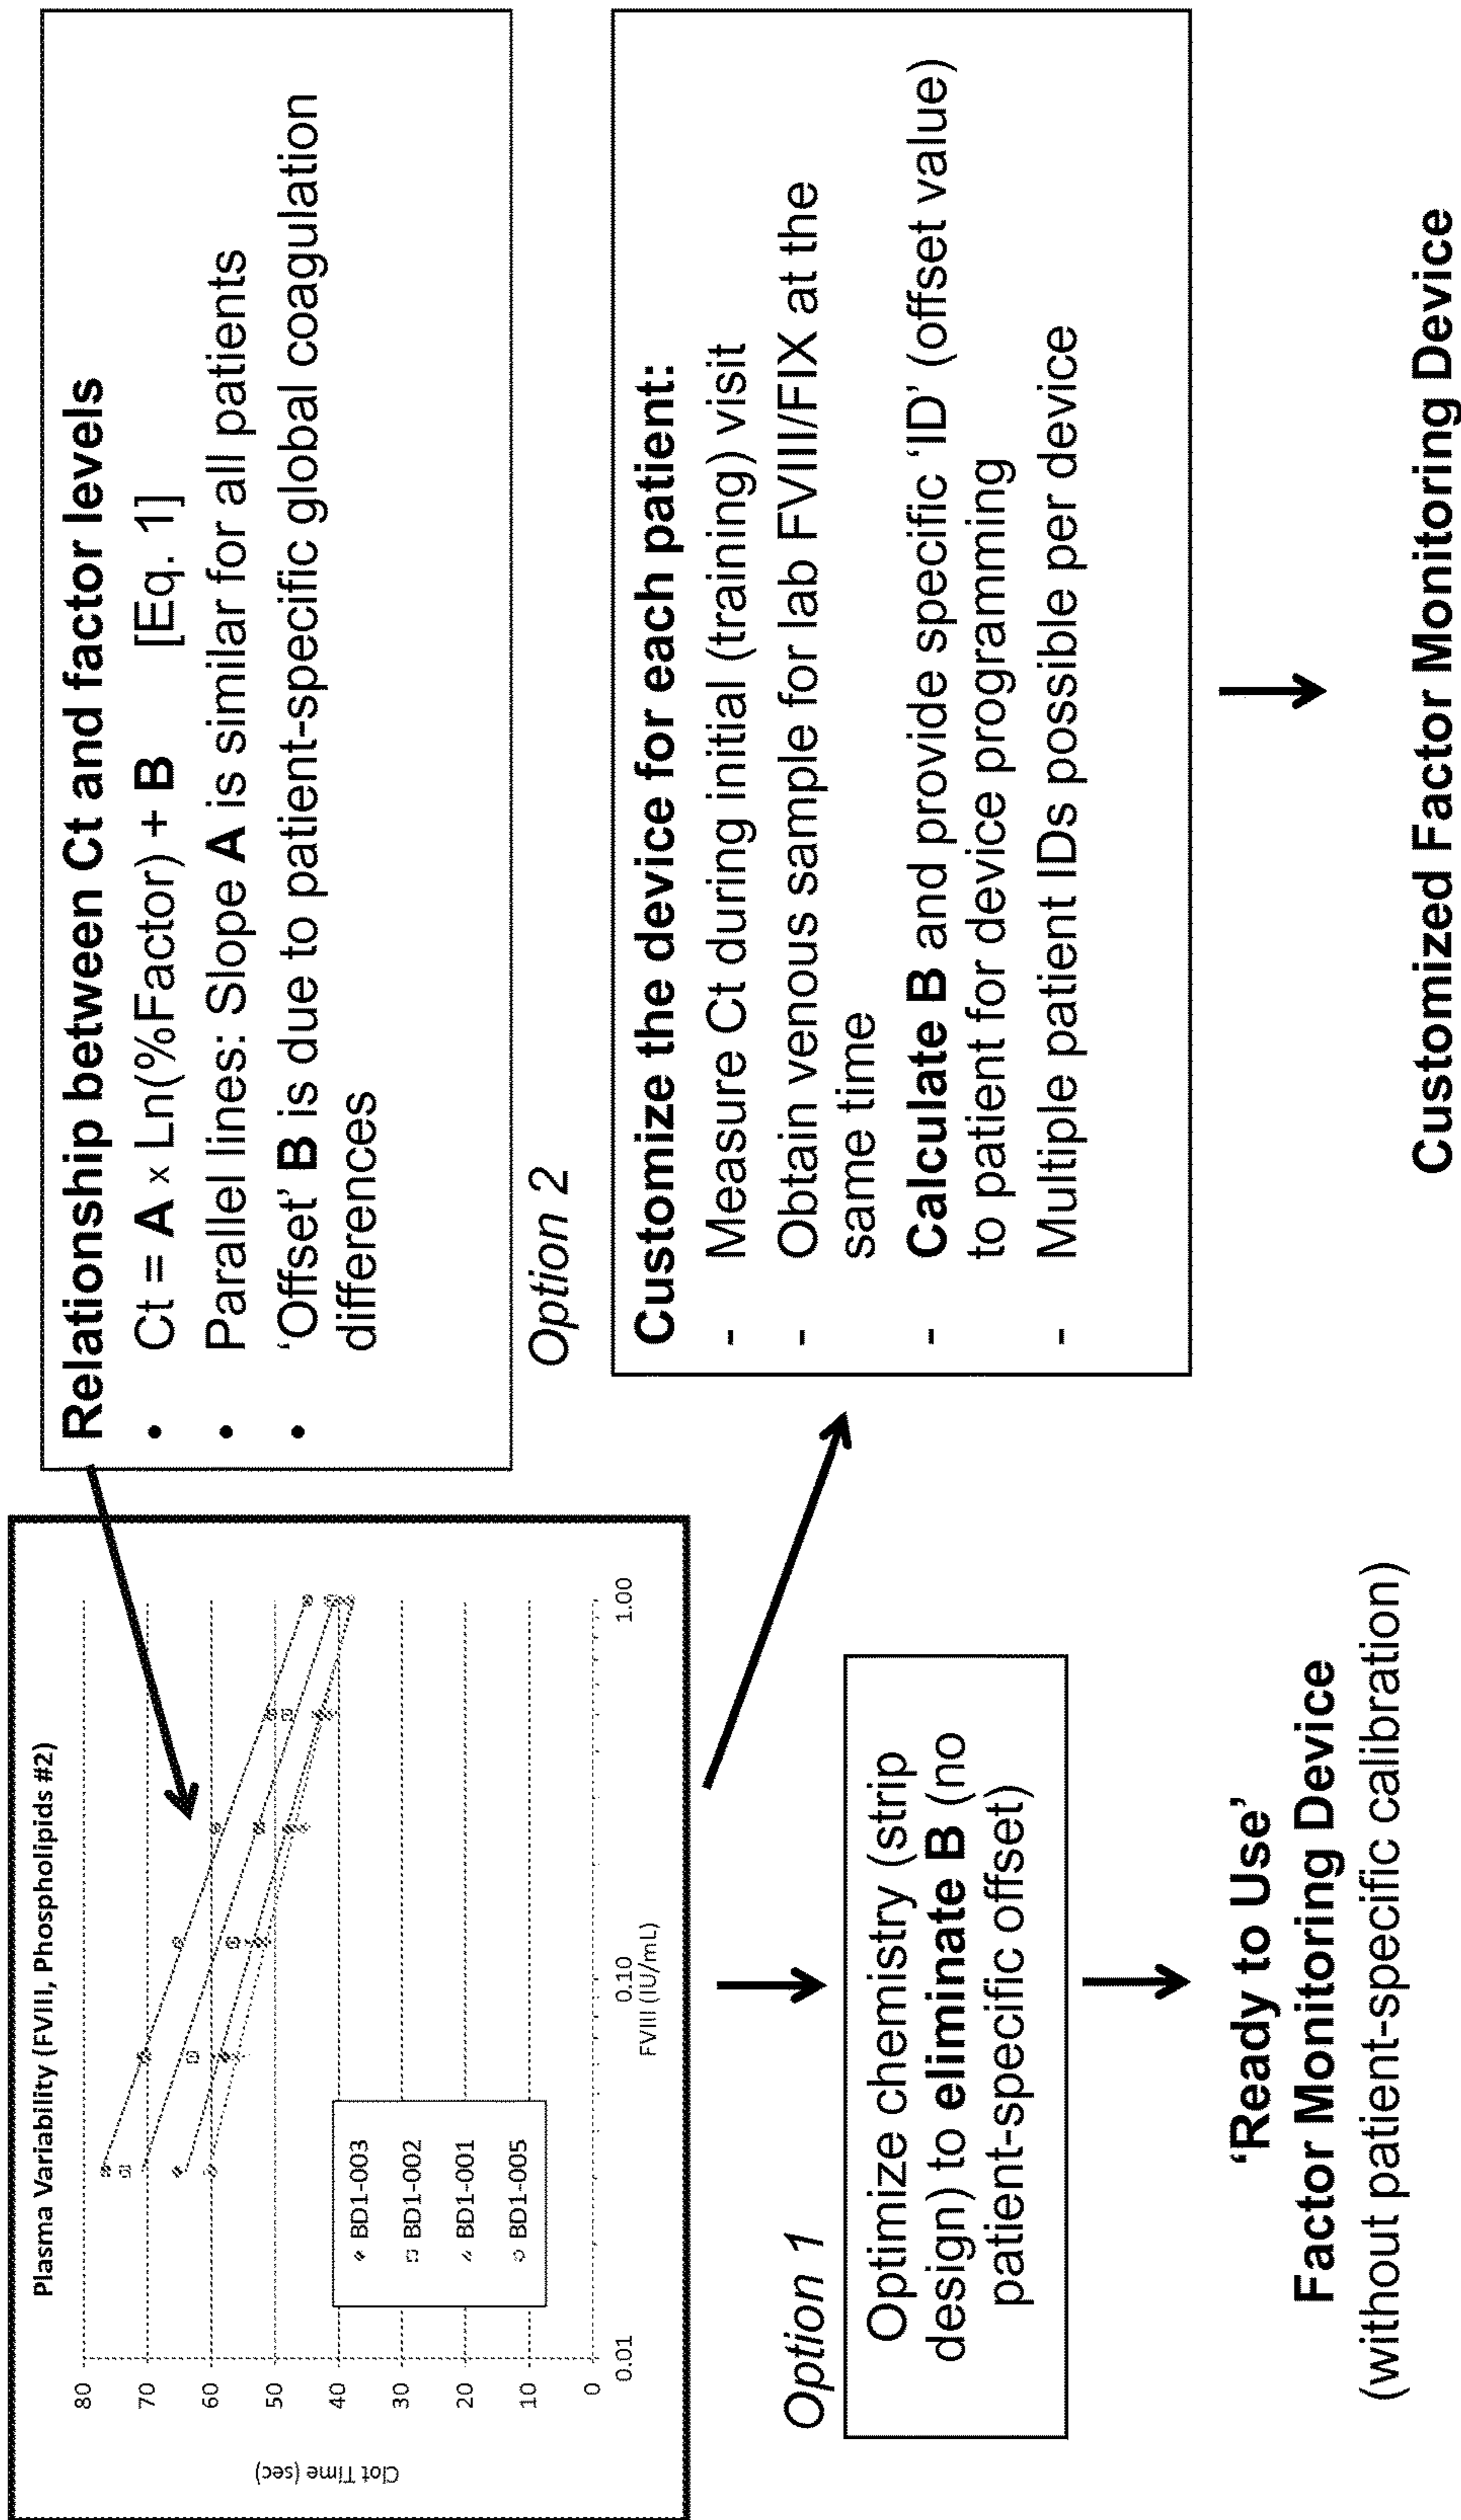 Plasma Variability (FVIII, Phospholipids #2)
Clot Time (sec)
80
70
60
50
40
30
20
10
0
BD1-003
BD1-002
BD1-001
BD1-005
0.01
0.10
1.00
FVIII (IU/mL)
Relationship between Ct and factor levels
• Ct = A × Ln(%Factor) + B [Eq. 1]
• Parallel lines: Slope A is similar for all patients
• ‘Offset’ B is due to patient-specific global coagulation
differences
Option 1
Optimize chemistry (strip
design) to eliminate B (no
patient-specific offset)
‘Ready to Use’
Factor Monitoring Device
(without patient-specific calibration)
Option 2
Customize the device for each patient:
- Measure Ct during initial (training) visit
- Obtain venous sample for lab FVIII/FIX at the
same time
- Calculate B and provide specific ‘ID’ (offset value)
to patient for device programming
- Multiple patient IDs possible per device
Customized Factor Monitoring Device